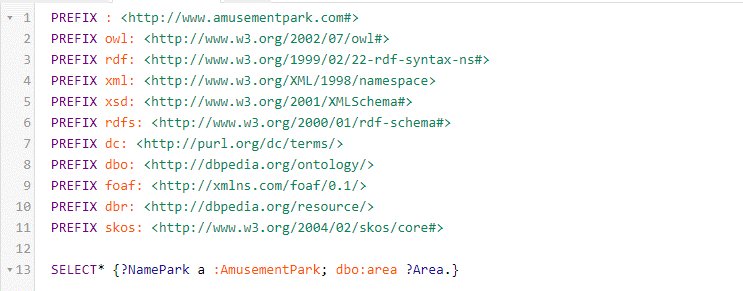 1 PREFIX : <http://www.amusementpark.com#>
2 PREFIX owl: <http://www.w3.org/2002/07/owl#>
3 PREFIX rdf: <http://www.w3.org/1999/02/22-rdf-syntax-ns#>
4 PREFIX xml: <http://www.w3.org/XML/1998/namespace>
5 PREFIX xsd: <http://www.w3.org/2001/XMLSchema#>
6 PREFIX rdfs: <http://www.w3.org/2000/01/rdf-schema#>
7 PREFIX dc: <http://purl.org/dc/terms/>
8 PREFIX dbo: <http://dbpedia.org/ontology/>
9 PREFIX foaf: <http://xmlns.com/foaf/0.1/>
10 PREFIX dbr: <http://dbpedia.org/resource/>
11 PREFIX skos: <http://www.w3.org/2004/02/skos/core#>
12
13 SELECT* {?NamePark a :AmusementPark; dbo:area ?Area.}